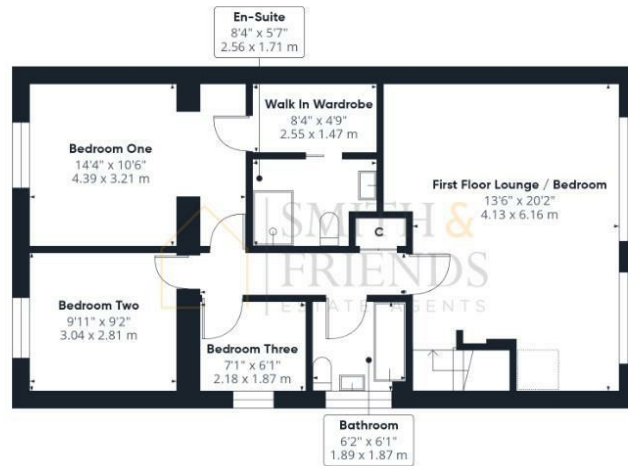 En-Suite
8'4" x 5'7"
2.56 x 1.71 m
Walk In Wardrobe
8'4" x 4'9"
2.55 x 1.47 m
Bedroom One
14'4" x 10'6"
4.39 x 3.21 m
First Floor Lounge / Bedroom
13'6" x 20'2"
4.13 x 6.16 m
SMITH &
FRIENDS
ESTATE AGENTS
C
Bedroom Two
9'11" x 9'2"
3.04 x 2.81 m
Bedroom Three
7'1" x 6'1"
2.18 x 1.87 m
Bathroom
6'2" x 6'1"
1.89 x 1.87 m